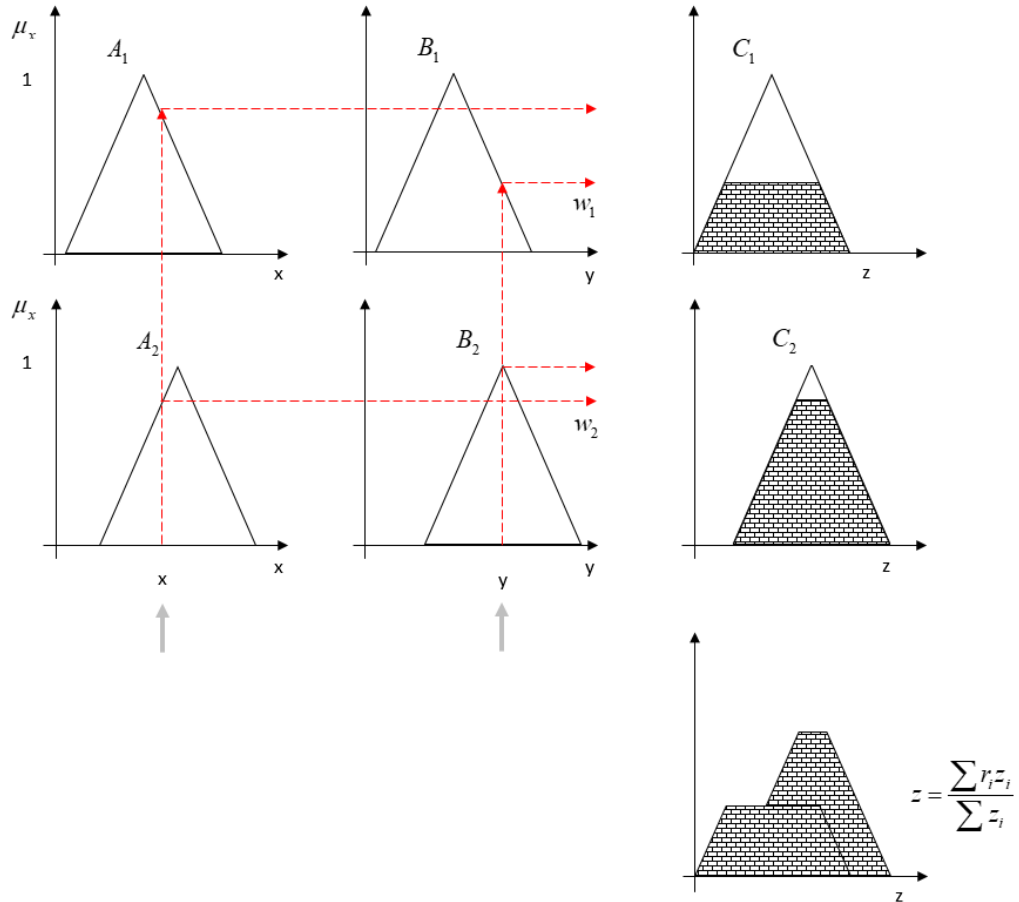 μx
A1
B1
C1
1
w1
x
y
z
μx
A2
B2
C2
1
w2
x
x
y
y
z
z = ∑ rᵢzᵢ / ∑ zᵢ
z